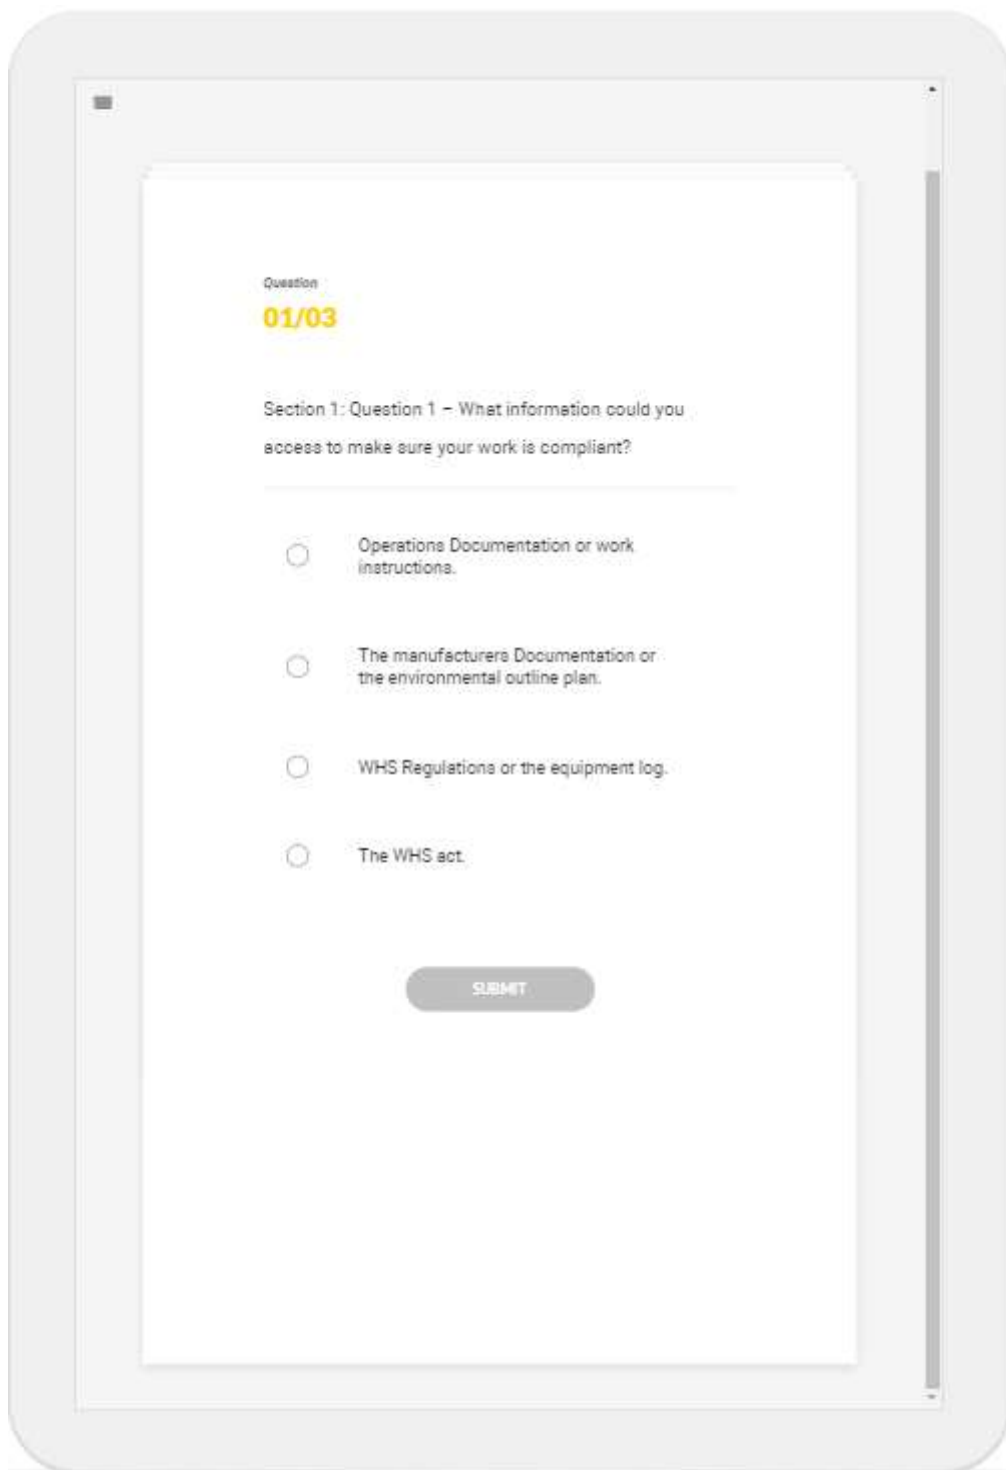 Question
01/03
Section 1: Question 1 – What information could you
access to make sure your work is compliant?
Operations Documentation or work
instructions.
The manufacturers Documentation or
the environmental outline plan.
WHS Regulations or the equipment log.
The WHS act.
SUBMIT